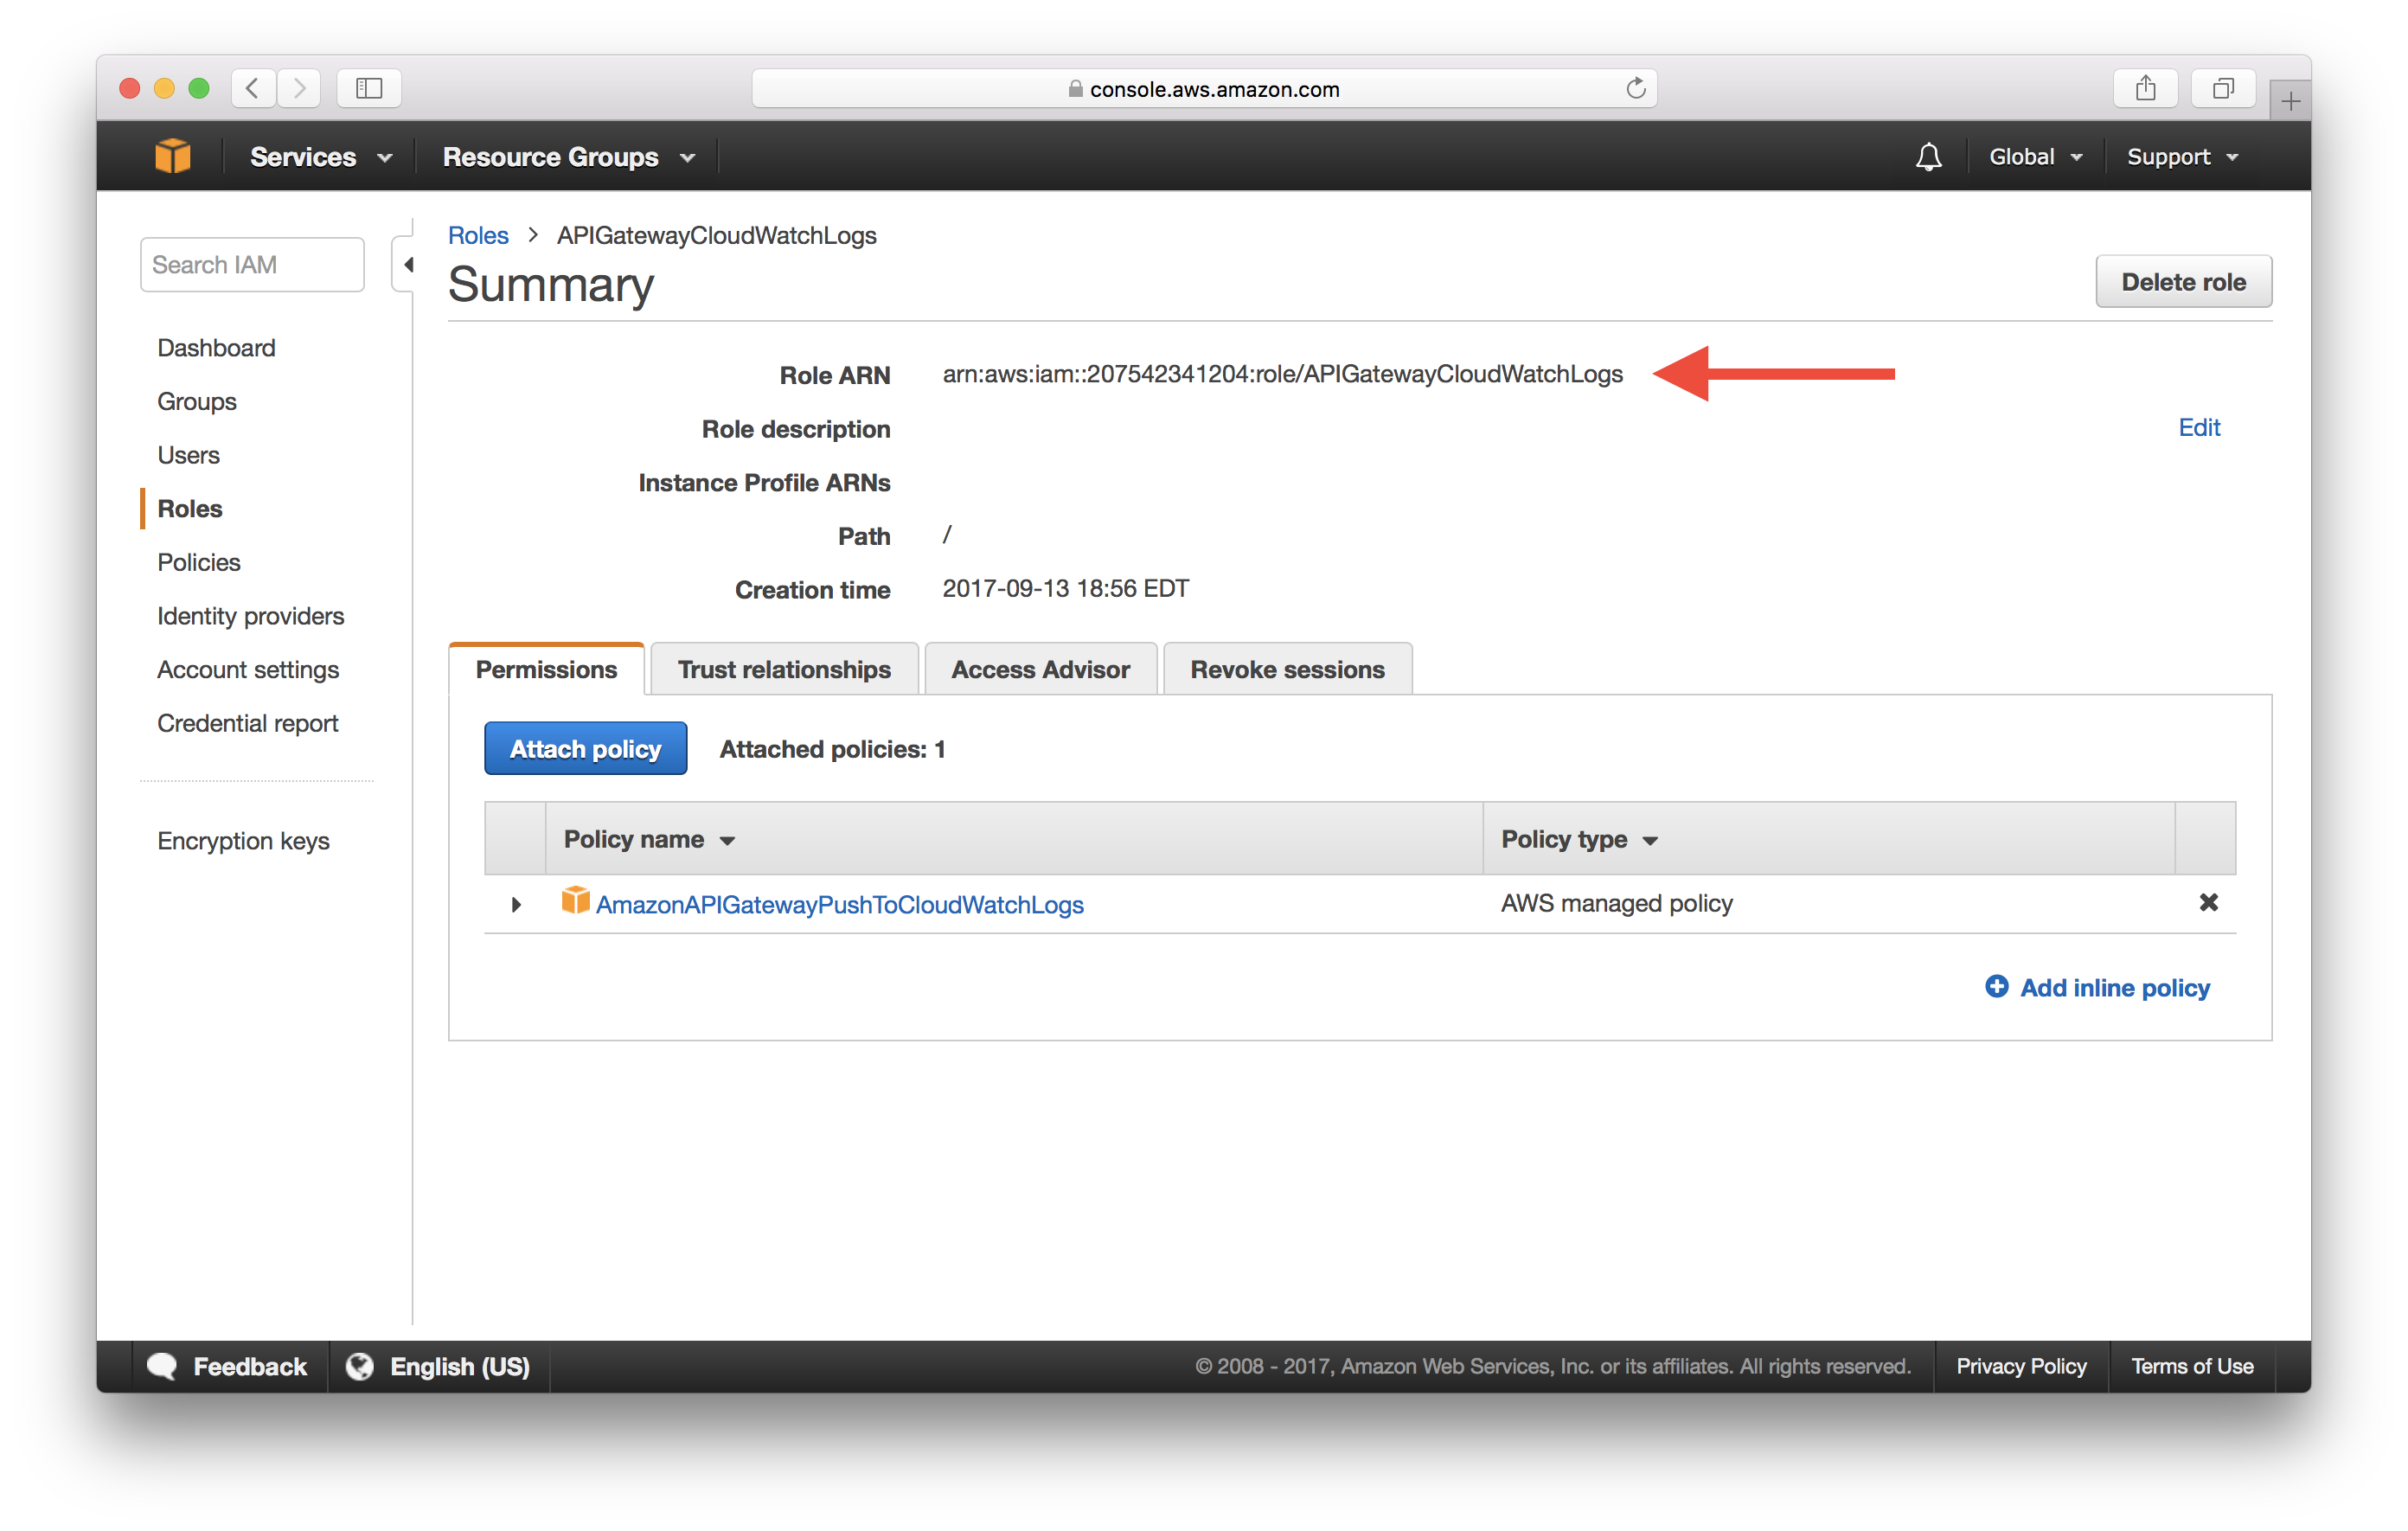 console.aws.amazon.com
Services Resource Groups Global Support
Search IAM
Dashboard
Groups
Users
Roles
Policies
Identity providers
Account settings
Credential report
Encryption keys
Roles > APIGatewayCloudWatchLogs
Summary
Delete role
Role ARN arn:aws:iam::207542341204:role/APIGatewayCloudWatchLogs
Role description Edit
Instance Profile ARNs
Path /
Creation time 2017-09-13 18:56 EDT
Permissions Trust relationships Access Advisor Revoke sessions
Attach policy Attached policies: 1
Policy name Policy type
AmazonAPIGatewayPushToCloudWatchLogs AWS managed policy
Add inline policy
Feedback English (US) © 2008 - 2017, Amazon Web Services, Inc. or its affiliates. All rights reserved. Privacy Policy Terms of Use